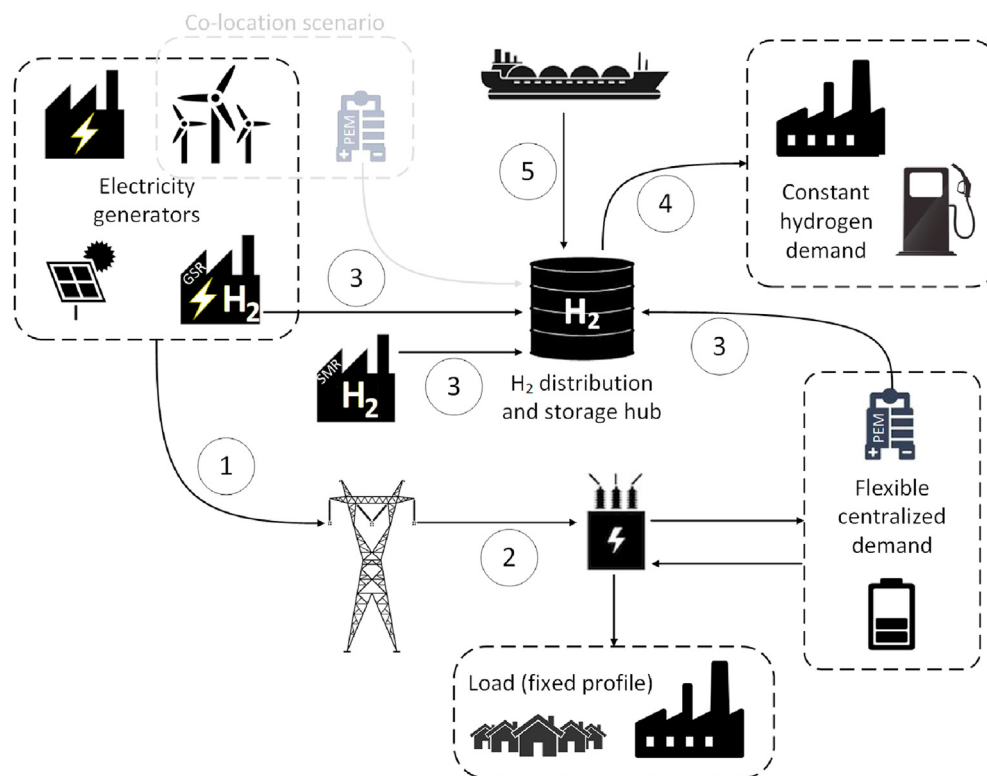 Co-location scenario
+ PEM -
Electricity
generators
GSR
H2
3
SMR
H2
3
5
4
Constant
hydrogen
demand
H2
H₂ distribution
and storage hub
3
1
2
+ PEM -
Flexible
centralized
demand
Load (fixed profile)